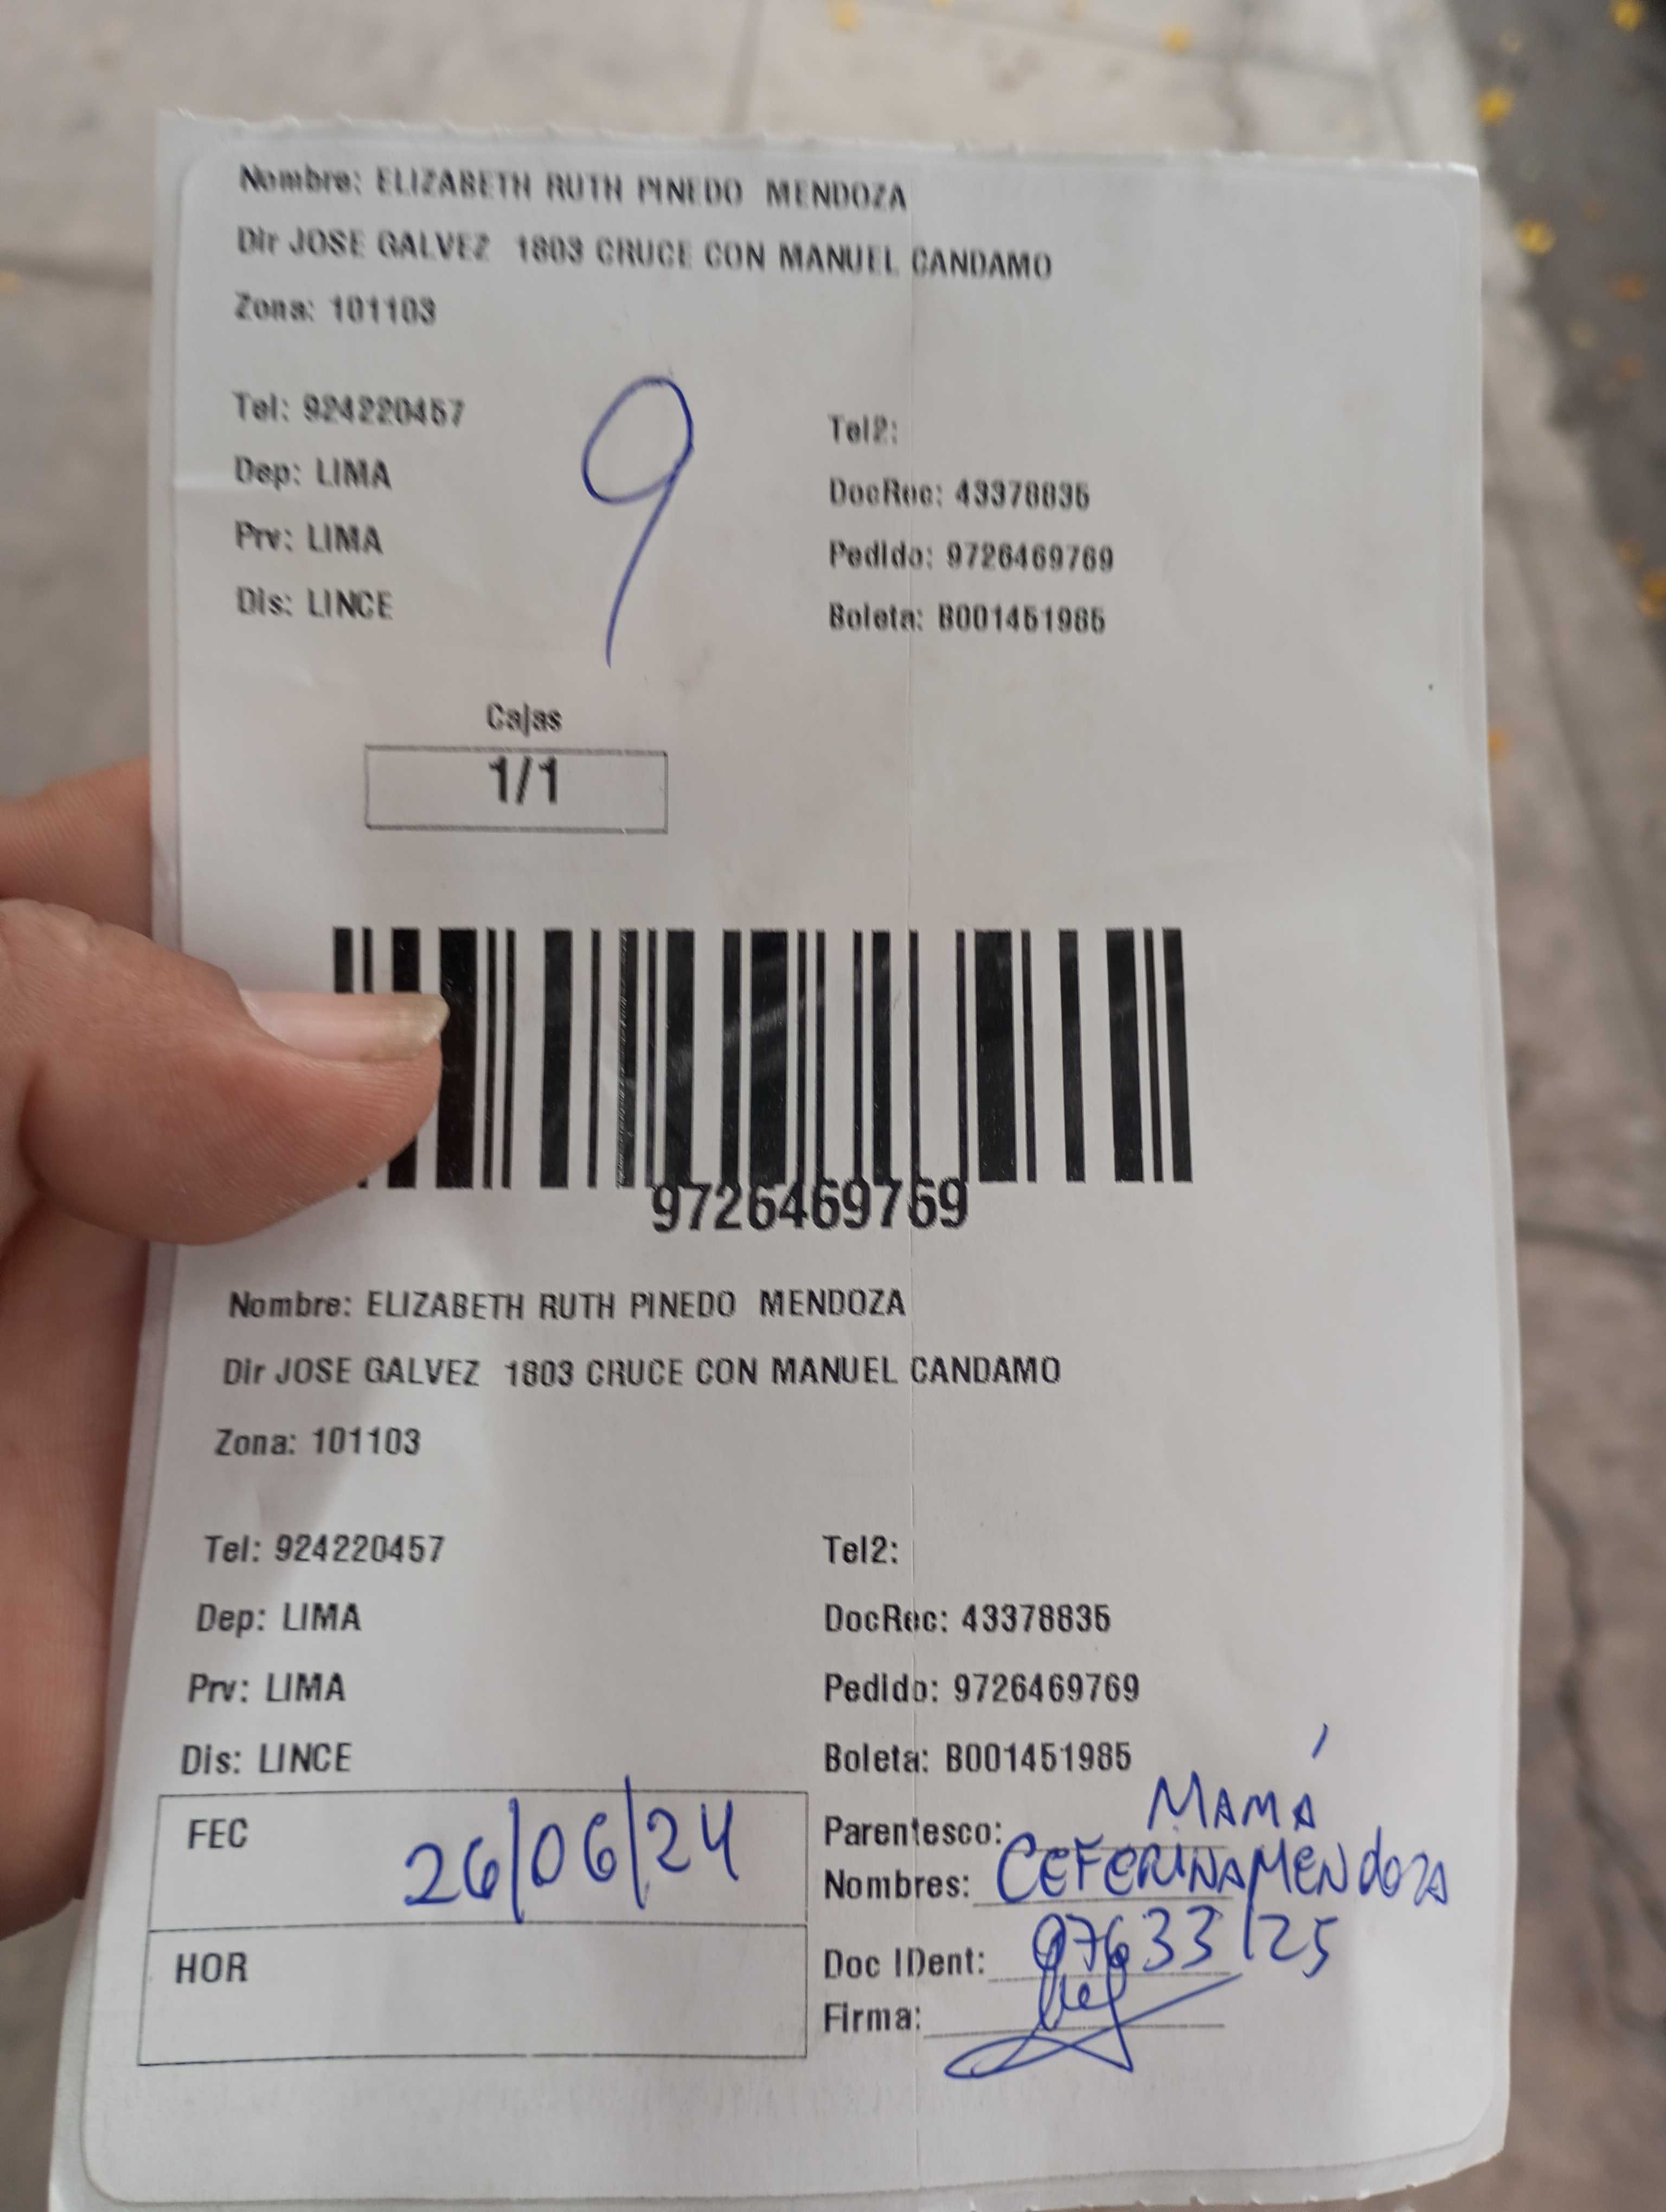 Nombre: ELIZABETH RUTH PINEDO MENDOZA
Dir JOSE GALVEZ 1803 CRUCE CON MANUEL CANDAMO
Zona: 101103
9
Tel: 924220457
Tel2:
Dep: LIMA
DocRec: 43378835
Prv: LIMA
Pedido: 9726469769
Dis: LINCE
Boleta: B001451985
Cajas
1/1
9726469769
Nombre: ELIZABETH RUTH PINEDO MENDOZA
Dir JOSE GALVEZ 1803 CRUCE CON MANUEL CANDAMO
Zona: 101103
Tel: 924220457
Tel2:
Dep: LIMA
DocRec: 43378835
Prv: LIMA
Pedido: 9726469769
Dis: LINCE
Boleta: B001451985
FEC 26/06/24
Parentesco: MAMÁ
Nombres: CEFERINA MENDOZA
HOR
Doc IDent: 07633125
Firma: